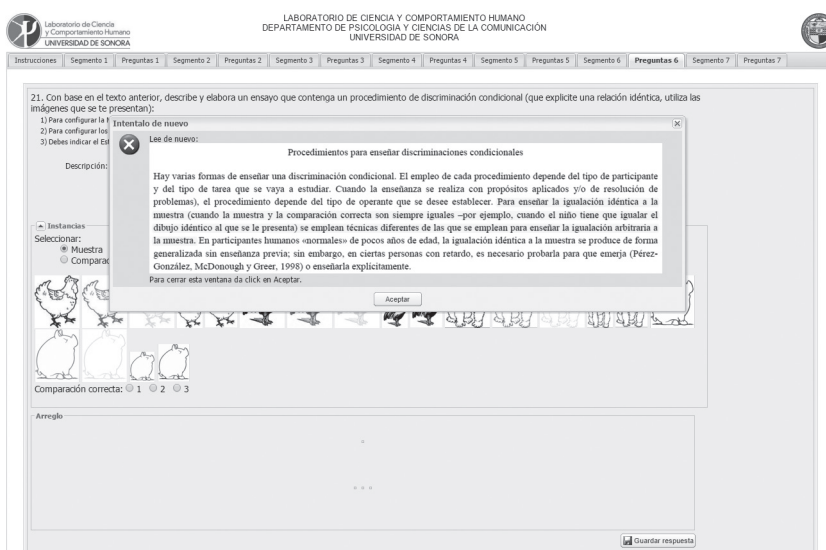 Laboratorio de Ciencia
y Comportamiento Humano
UNIVERSIDAD DE SONORA
LABORATORIO DE CIENCIA Y COMPORTAMIENTO HUMANO
DEPARTAMENTO DE PSICOLOGIA Y CIENCIAS DE LA COMUNICACIÓN
UNIVERSIDAD DE SONORA
Instrucciones Segmento 1 Preguntas 1 Segmento 2 Preguntas 2 Segmento 3 Preguntas 3 Segmento 4 Preguntas 4 Segmento 5 Preguntas 5 Segmento 6 Preguntas 6 Segmento 7 Preguntas 7
21. Con base en el texto anterior, describe y elabora un ensayo que contenga un procedimiento de discriminación condicional (que explicite una relación idéntica, utiliza las
imágenes que se te presentan):
1) Para configurar la
2) Para configurar los
3) Debes indicar el
Descripción:
Intentalo de nuevo
Lee de nuevo:
Procedimientos para enseñar discriminaciones condicionales
Hay varias formas de enseñar una discriminación condicional. El empleo de cada procedimiento depende del tipo de participante
y del tipo de tarea que se vaya a estudiar. Cuando la enseñanza se realiza con propósitos aplicados y/o de resolución de
problemas), el procedimiento depende del tipo de operante que se desee establecer. Para enseñar la igualación idéntica a la
muestra (cuando la muestra y la comparación correcta son siempre iguales –por ejemplo, cuando el niño tiene que igualar el
dibujo idéntico al que se le presenta) se emplean técnicas diferentes de las que se emplean para enseñar la igualación arbitraria a
la muestra. En participantes humanos «normales» de pocos años de edad, la igualación idéntica a la muestra se produce de forma
generalizada sin enseñanza previa; sin embargo, en ciertas personas con retardo, es necesario probarla para que emerja (Pérez-
González, McDonough y Greer, 1998) o enseñarla explícitamente.
Para cerrar esta ventana da click en Aceptar.
Aceptar
Instancias
Seleccionar:
Muestra
Comparac
Comparación correcta: 1 2 3
Arreglo
Guardar respuesta